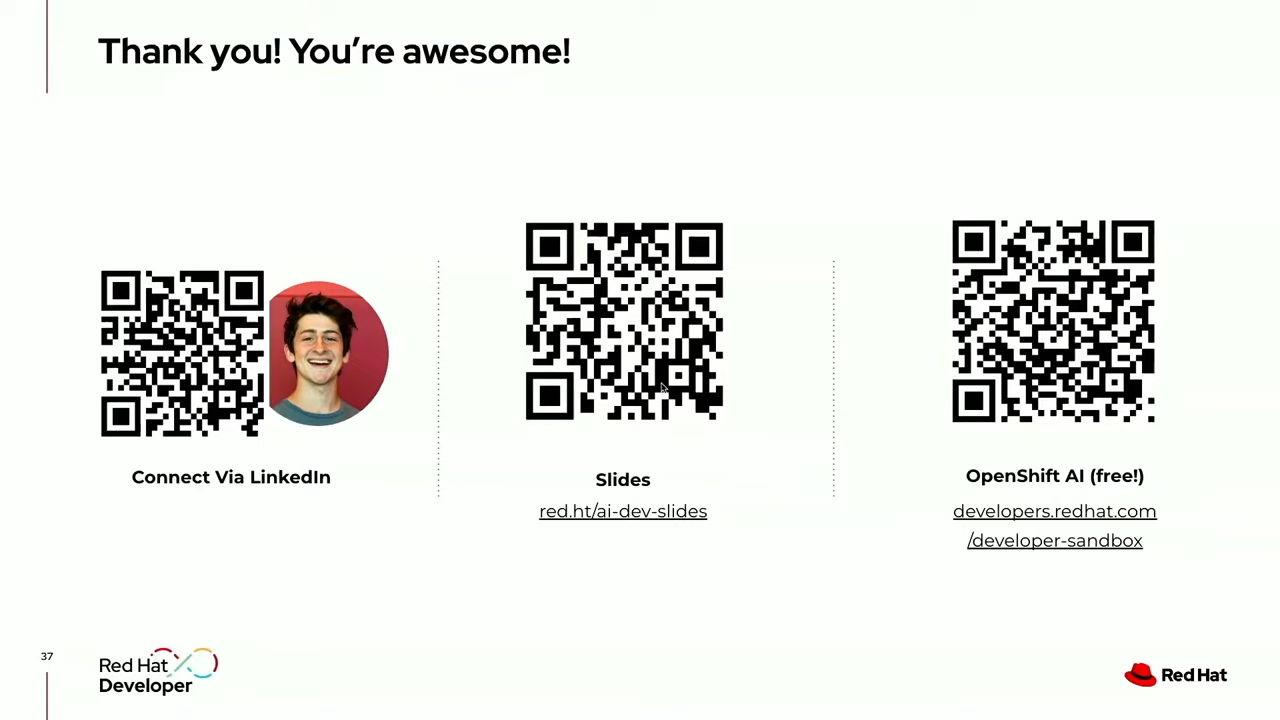 Thank you! You're awesome!
Connect Via LinkedIn
Slides
red.ht/ai-dev-slides
OpenShift AI (free!)
developers.redhat.com
/developer-sandbox
37
Red Hat
Developer
Red Hat